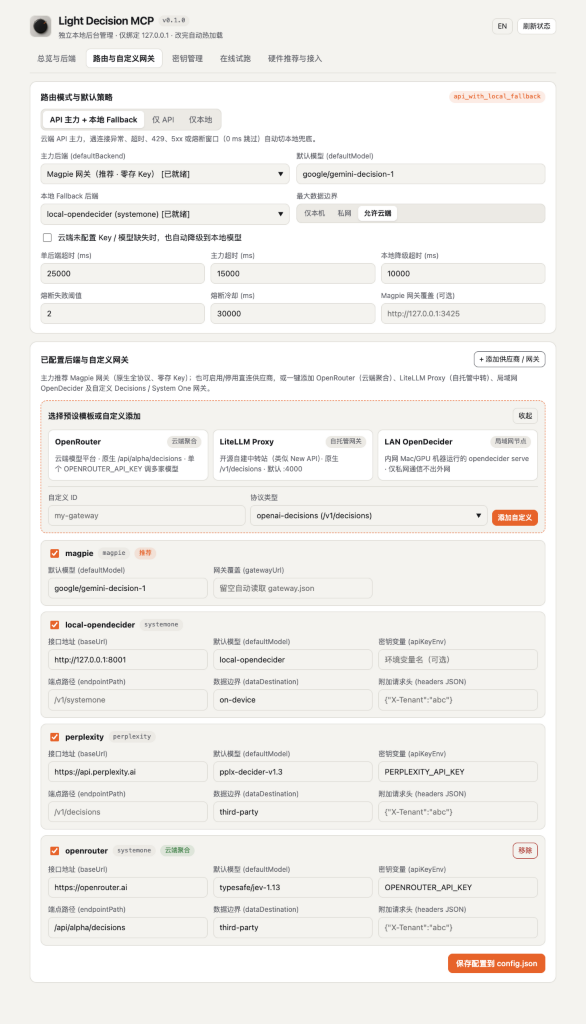 Light Decision MCP v0.1.0
独立本地后台管理 · 仅绑定 127.0.0.1 · 改完自动热加载
EN 刷新状态
总览与后端 路由与自定义网关 密钥管理 在线试跑 硬件推荐与接入
路由模式与默认策略 api_with_local_fallback
API 主力 + 本地 Fallback 仅 API 仅本地
云端 API 主力，遇连接异常、超时、429、5xx 或熔断窗口（0 ms 跳过）自动切本地兜底。
主力后端 (defaultBackend) 默认模型 (defaultModel)
Magpie 网关（推荐 · 零存 Key） [已就绪] ▼ google/gemini-decision-1
本地 Fallback 后端 最大数据边界
local-opendecider (systemone) [已就绪] ▼ 仅本机 私网 允许云端
云端未配置 Key / 模型缺失时，也自动降级到本地模型
单后端超时 (ms) 主力超时 (ms) 本地降级超时 (ms)
25000 15000 10000
熔断失败阈值 熔断冷却 (ms) Magpie 网关覆盖 (可选)
2 30000 http://127.0.0.1:3425
已配置后端与自定义网关 + 添加供应商 / 网关
主力推荐 Magpie 网关（原生全协议、零存 Key）；也可启用/停用直连供应商，或一键添加 OpenRouter（云端聚合）、LiteLLM Proxy（自托管中转）、局域网
OpenDecider 及自定义 Decisions / System One 网关。
选择预设模板或自定义添加 收起
OpenRouter 云端聚合 LiteLLM Proxy 自托管网关 LAN OpenDecider 局域网节点
云端模型平台 · 原生 /api/alpha/decisions · 单 开源自建中转站（类似 New API）· 原生 内网 Mac/GPU 机器运行的 opendecider serve
个 OPENROUTER_API_KEY 调多家模型 /v1/decisions · 默认 :4000 · 仅私网通信不出外网
自定义 ID 协议类型
my-gateway openai-decisions (/v1/decisions) ▼ 添加自定义
magpie magpie 推荐
默认模型 (defaultModel) 网关覆盖 (gatewayUrl)
google/gemini-decision-1 留空自动读取 gateway.json
local-opendecider systemone
接口地址 (baseUrl) 默认模型 (defaultModel) 密钥变量 (apiKeyEnv)
http://127.0.0.1:8001 local-opendecider 环境变量名（可选）
端点路径 (endpointPath) 数据边界 (dataDestination) 附加请求头 (headers JSON)
/v1/systemone on-device {"X-Tenant":"abc"}
perplexity perplexity
接口地址 (baseUrl) 默认模型 (defaultModel) 密钥变量 (apiKeyEnv)
https://api.perplexity.ai pplx-decider-v1.3 PERPLEXITY_API_KEY
端点路径 (endpointPath) 数据边界 (dataDestination) 附加请求头 (headers JSON)
/v1/decisions third-party {"X-Tenant":"abc"}
openrouter systemone 云端聚合 移除
接口地址 (baseUrl) 默认模型 (defaultModel) 密钥变量 (apiKeyEnv)
https://openrouter.ai typesafe/jev-1.13 OPENROUTER_API_KEY
端点路径 (endpointPath) 数据边界 (dataDestination) 附加请求头 (headers JSON)
/api/alpha/decisions third-party {"X-Tenant":"abc"}
保存配置到 config.json